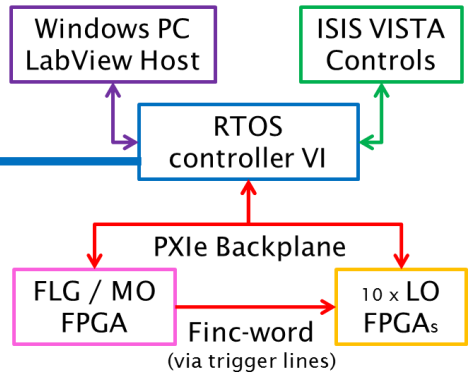 Windows PC
LabView Host
ISIS VISTA
Controls
RTOS
controller VI
PXIe Backplane
FLG / MO
FPGA
10 x LO
FPGAs
Finc-word
(via trigger lines)